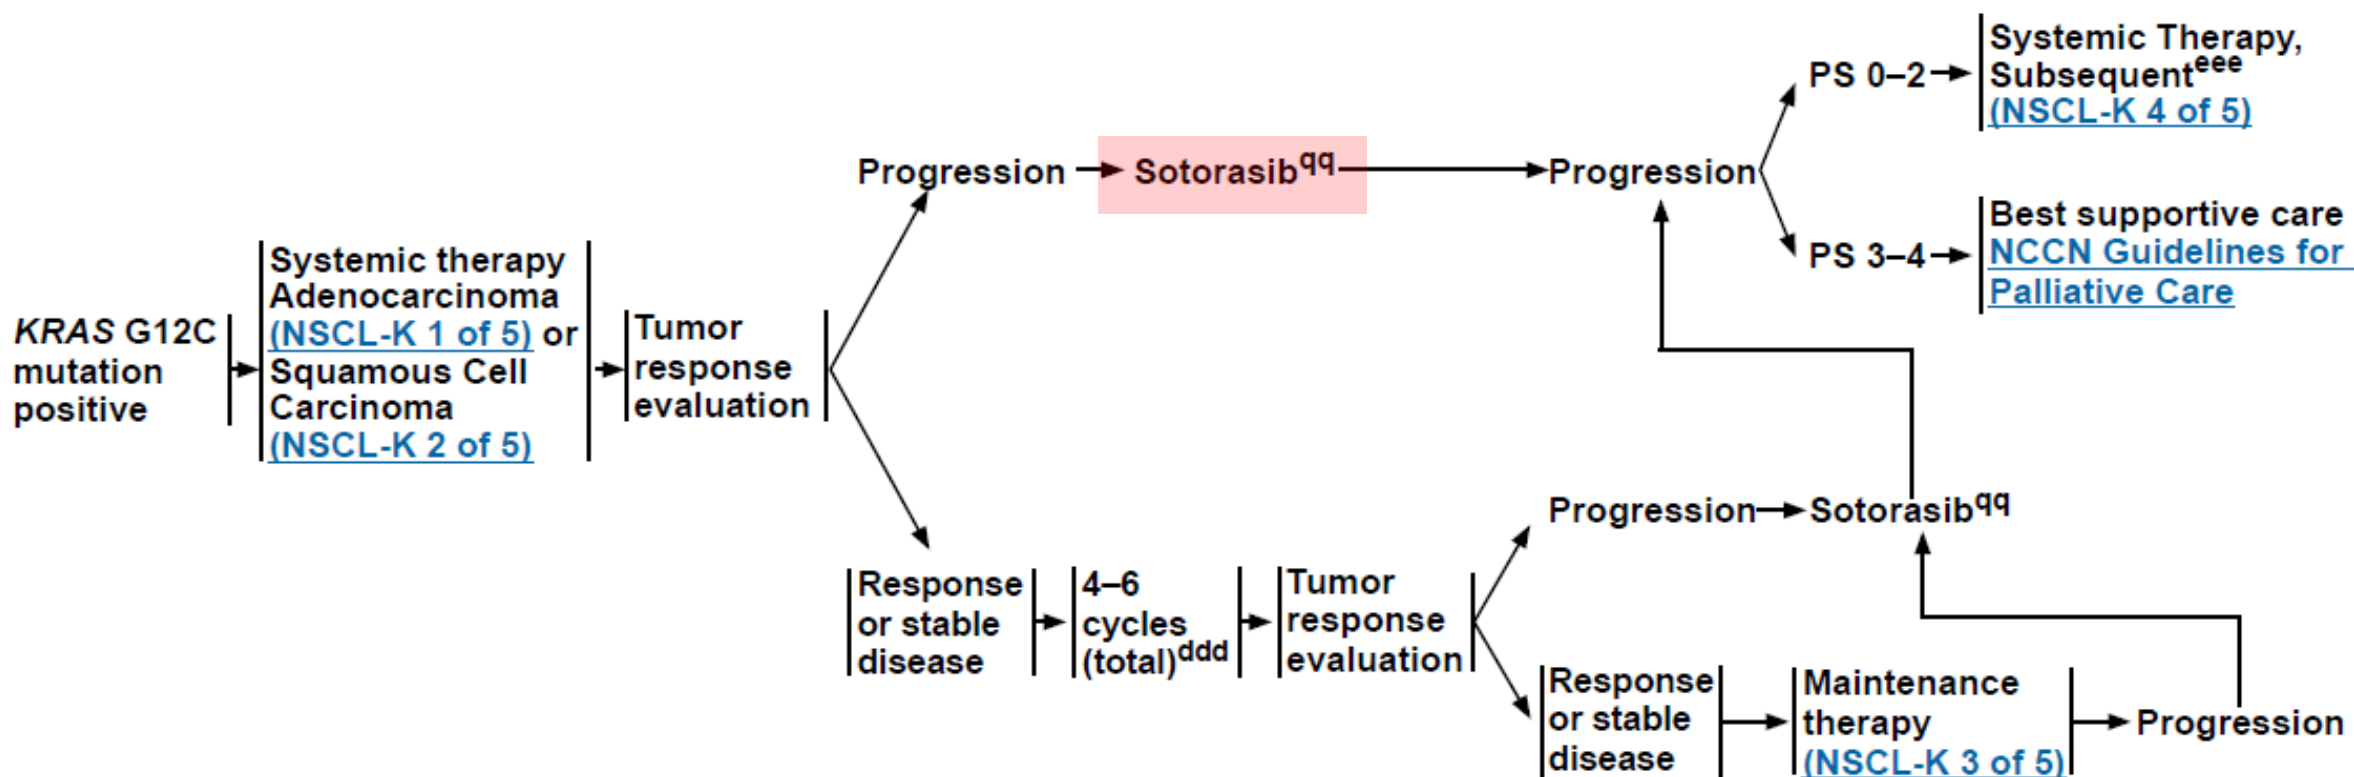 KRAS G12C
mutation
positive
Systemic therapy
Adenocarcinoma
(NSCL-K 1 of 5) or
Squamous Cell
Carcinoma
(NSCL-K 2 of 5)
Tumor
response
evaluation
Progression
Sotorasibqq
Progression
PS 0–2
Systemic Therapy,
Subsequenteee
(NSCL-K 4 of 5)
PS 3–4
Best supportive care
NCCN Guidelines for
Palliative Care
Response
or stable
disease
4–6
cycles
(total)ddd
Tumor
response
evaluation
Progression
Sotorasibqq
Response
or stable
disease
Maintenance
therapy
(NSCL-K 3 of 5)
Progression